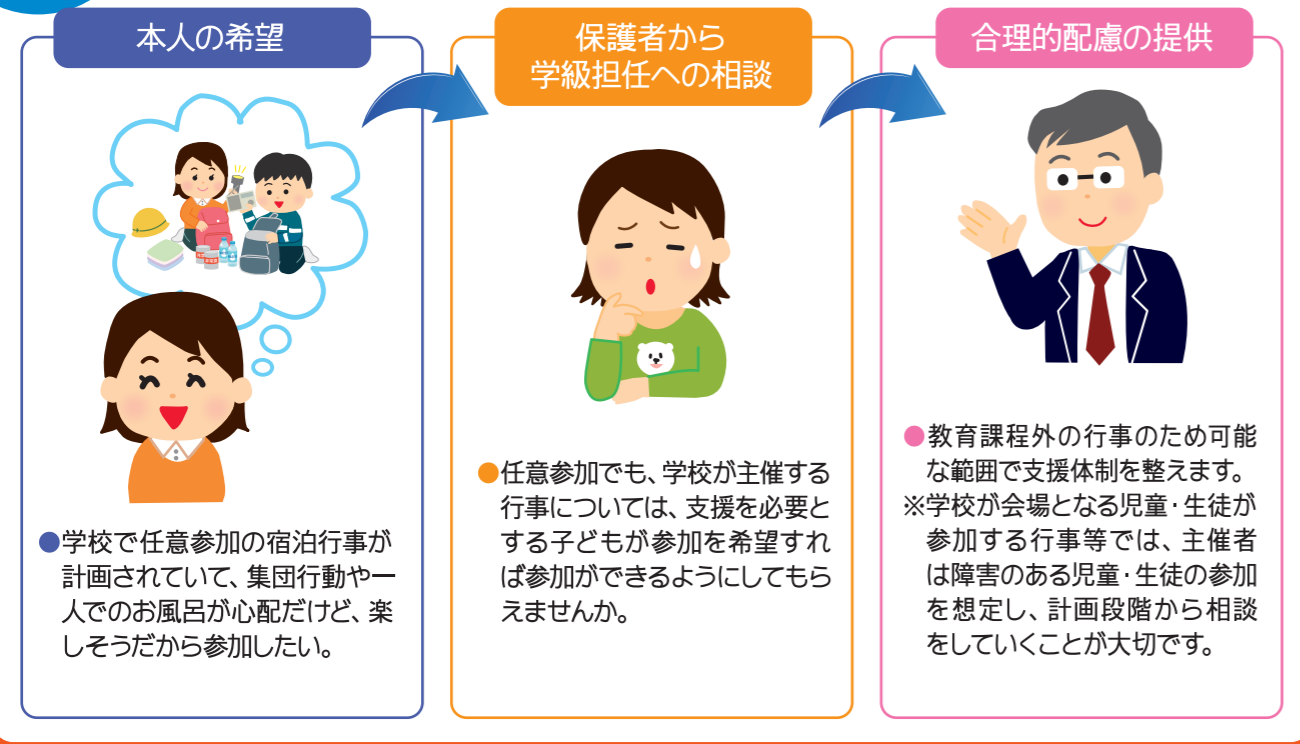 本人の希望
●学校で任意参加の宿泊行事が
計画されていて、集団行動や一
人でのお風呂が心配だけど、楽
しそうだから参加したい。
保護者から
学級担任への相談
●任意参加でも、学校が主催する
行事については、支援を必要と
する子どもが参加を希望すれ
ば参加ができるようにしてもら
えませんか。
合理的配慮の提供
●教育課程外の行事のため可能
な範囲で支援体制を整えます。
※学校が会場となる児童・生徒が
参加する行事等では、主催者
は障害のある児童・生徒の参加
を想定し、計画段階から相談
をしていくことが大切です。